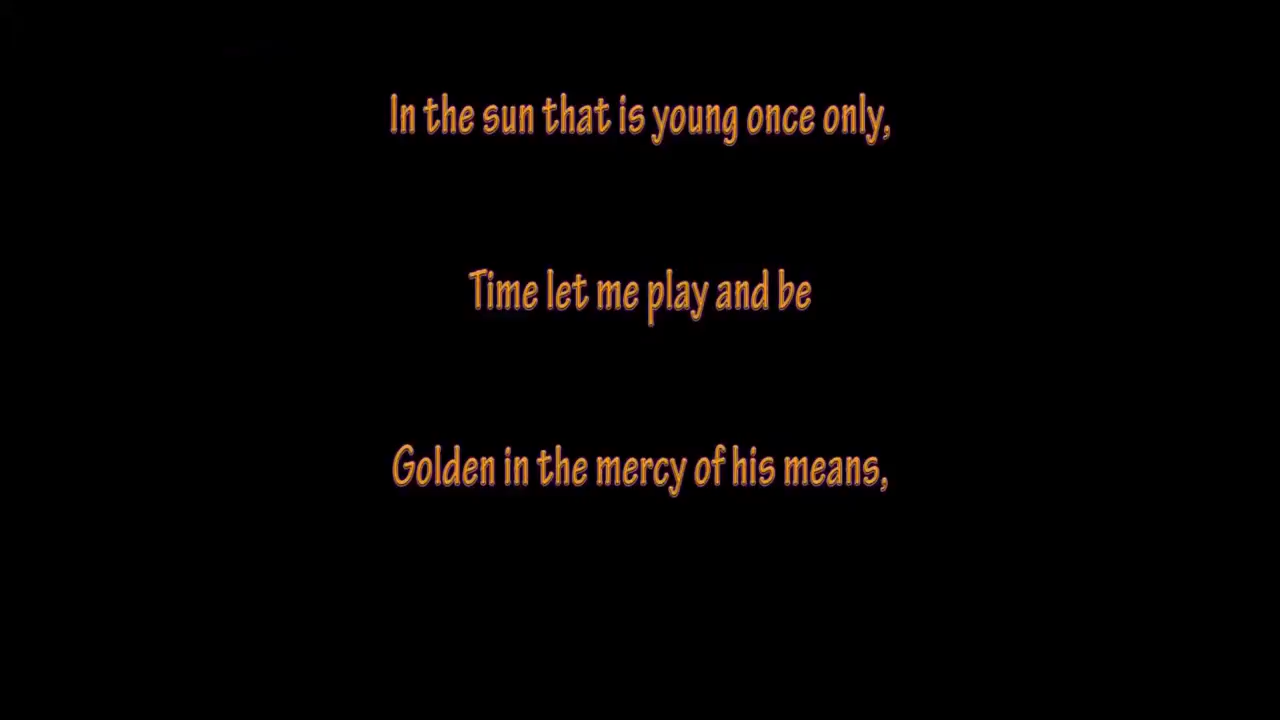 In the sun that is young once only,
Time let me play and be
Golden in the mercy of his means,